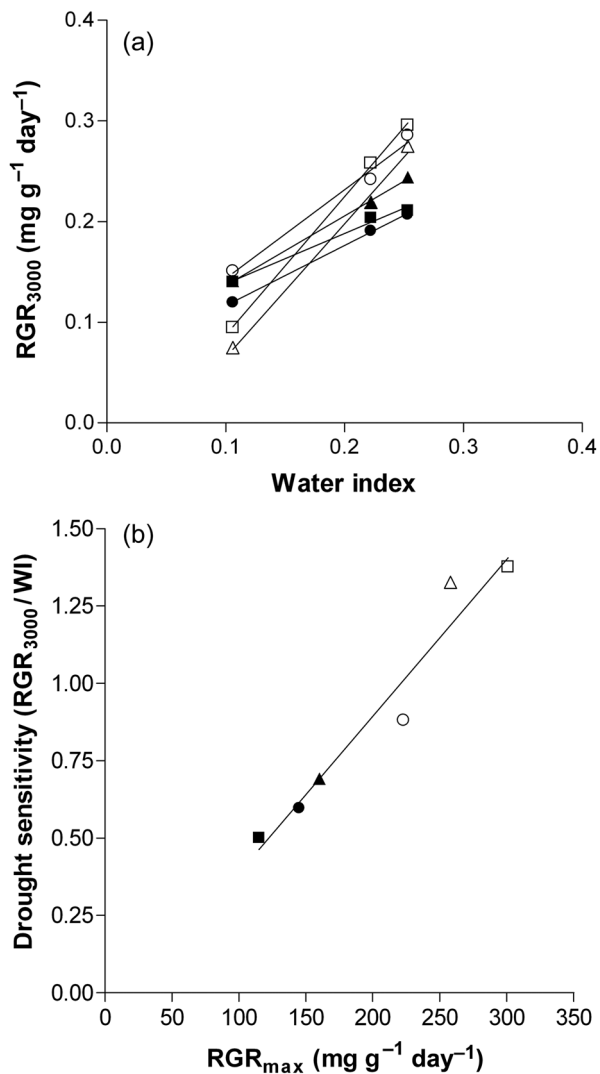 (a)
RGR3000 (mg g−1 day−1)
0.4
0.3
0.2
0.1
0.0
0.0 0.1 0.2 0.3 0.4
Water index
(b)
Drought sensitivity (RGR3000/WI)
1.50
1.25
1.00
0.75
0.50
0.25
0.00
0 50 100 150 200 250 300 350
RGRmax (mg g−1 day−1)